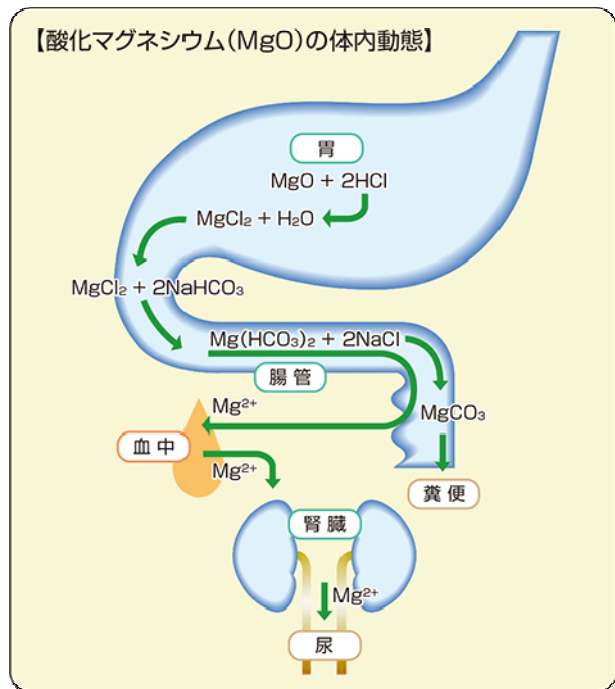 【酸化マグネシウム(MgO)の体内動態】
胃
MgO + 2HCl
MgCl₂ + H₂O
MgCl₂ + 2NaHCO₃
Mg(HCO₃)₂ + 2NaCl
腸管
Mg²⁺
MgCO₃
血中
Mg²⁺
糞便
腎臓
Mg²⁺
尿